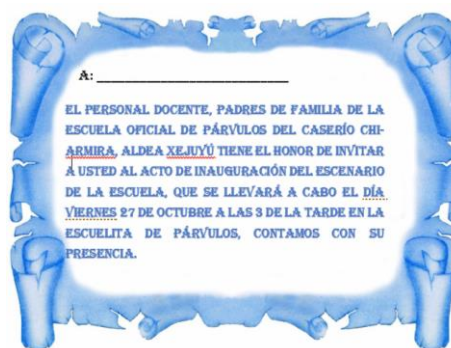 A: ___________________________
EL PERSONAL DOCENTE, PADRES DE FAMILIA DE LA
ESCUELA OFICIAL DE PÁRVULOS DEL CASERÍO CHI-
ARMIRA, ALDEA XEJUYÚ TIENE EL HONOR DE INVITAR
A USTED AL ACTO DE INAUGURACIÓN DEL ESCENARIO
DE LA ESCUELA, QUE SE LLEVARÁ A CABO EL DÍA
VIERNES 27 DE OCTUBRE A LAS 3 DE LA TARDE EN LA
ESCUELITA DE PÁRVULOS, CONTAMOS CON SU
PRESENCIA.